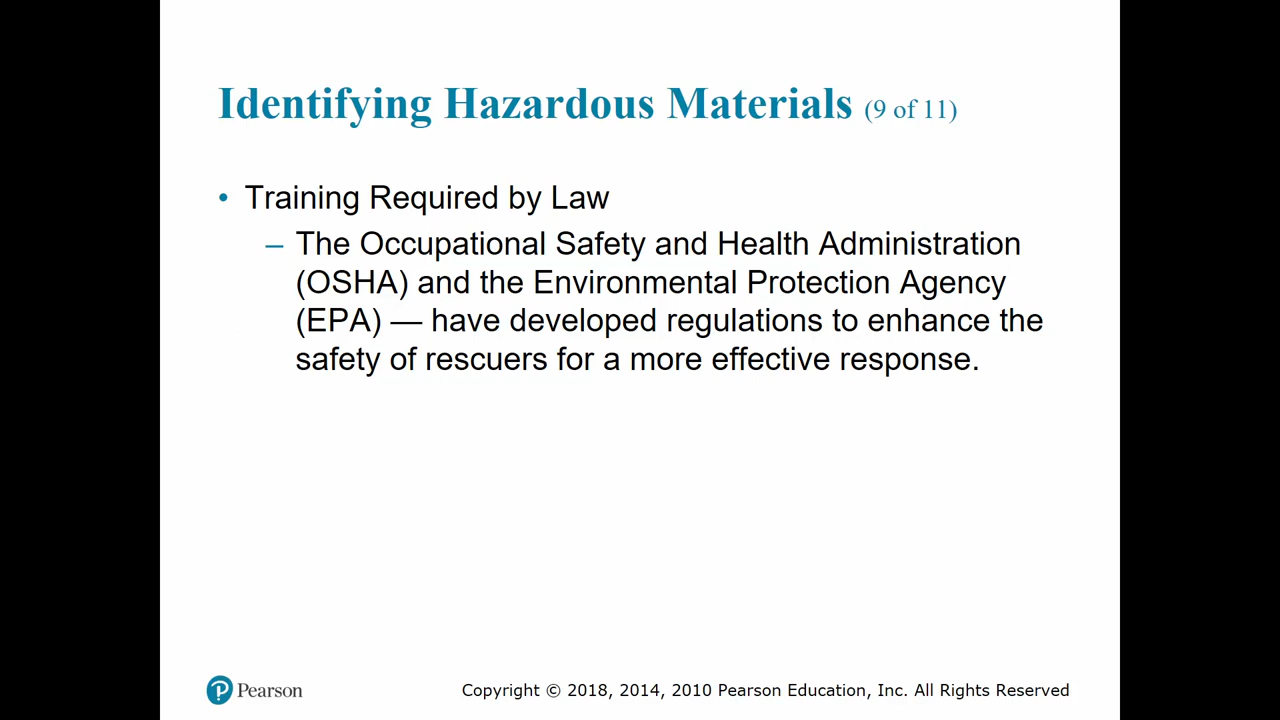 Identifying Hazardous Materials (9 of 11)
• Training Required by Law
– The Occupational Safety and Health Administration
(OSHA) and the Environmental Protection Agency
(EPA) — have developed regulations to enhance the
safety of rescuers for a more effective response.
Pearson
Copyright © 2018, 2014, 2010 Pearson Education, Inc. All Rights Reserved